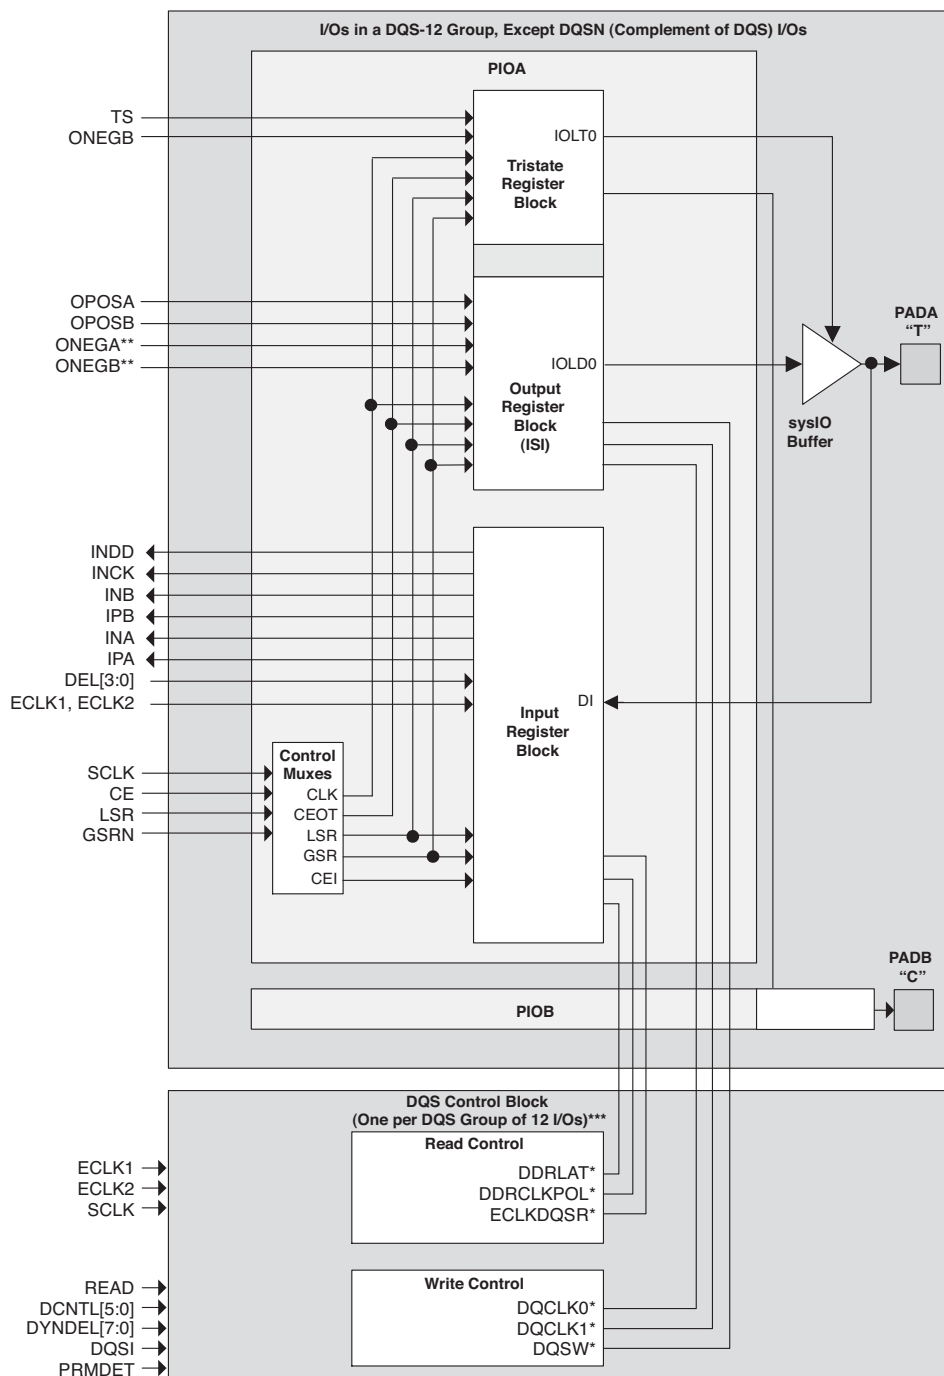 I/Os in a DQS-12 Group, Except DQSN (Complement of DQS) I/Os
PIOA
TS
ONEGB
IOLT0
Tristate
Register
Block
OPOSA
OPOSB
ONEGA**
ONEGB**
IOLD0
Output
Register
Block
(ISI)
PADA
“T”
sysIO
Buffer
INDD
INCK
INB
IPB
INA
IPA
DEL[3:0]
ECLK1, ECLK2
DI
Input
Register
Block
SCLK
CE
LSR
GSRN
Control
Muxes
CLK
CEOT
LSR
GSR
CEI
PADB
“C”
PIOB
DQS Control Block
(One per DQS Group of 12 I/Os)***
Read Control
DDRLAT*
DDRCLKPOL*
ECLKDQSR*
ECLK1
ECLK2
SCLK
Write Control
DQCLK0*
DQCLK1*
DQSW*
READ
DCNTL[5:0]
DYNDEL[7:0]
DQSI
PRMDET